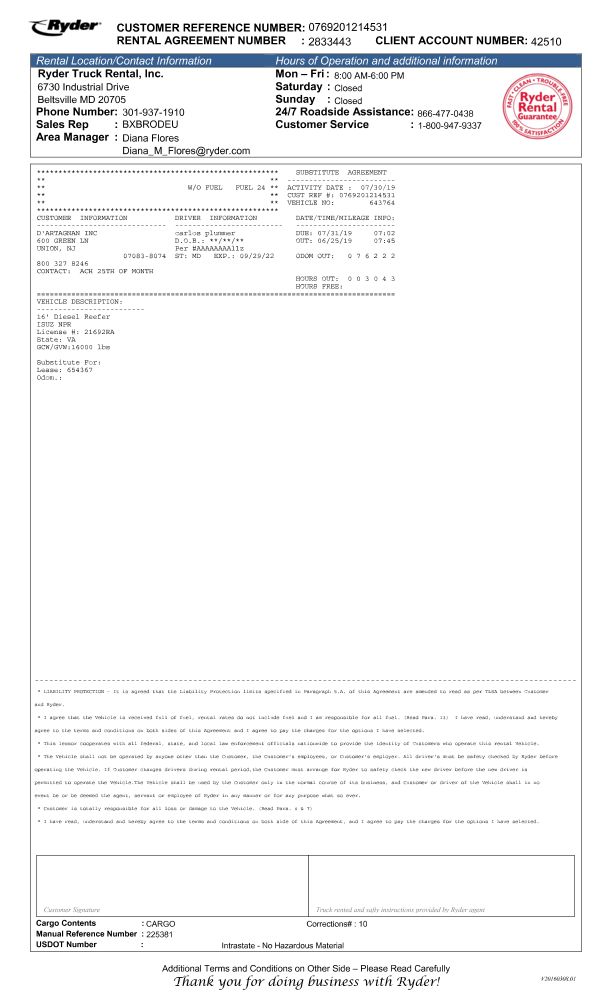 Ryder
CUSTOMER REFERENCE NUMBER: 0769201214531
RENTAL AGREEMENT NUMBER : 2833443 CLIENT ACCOUNT NUMBER: 42510
Rental Location/Contact Information Hours of Operation and additional information
Ryder Truck Rental, Inc. Mon – Fri : 8:00 AM-6:00 PM
6730 Industrial Drive Saturday : Closed
Beltsville MD 20705 Sunday : Closed
Phone Number: 301-937-1910 24/7 Roadside Assistance: 866-477-0438
Sales Rep : BXBRODEU Customer Service : 1-800-947-9337
Area Manager : Diana Flores
Diana_M_Flores@ryder.com
FAST • CLEAN • TROUBLE-FREE
Ryder
Rental
Guarantee
100% SATISFACTION
******************************************************** SUBSTITUTE AGREEMENT
** ** -------------------------
** W/O FUEL FUEL 24 ** ACTIVITY DATE : 07/30/19
** ** CUST REF #: 0769201214531
** ** VEHICLE NO: 643764
********************************************************
CUSTOMER INFORMATION DRIVER INFORMATION DATE/TIME/MILEAGE INFO:
D'ARTAGNAN INC carlos plummer DUE: 07/31/19 07:02
600 GREEN LN D.O.B.: **/**/** OUT: 06/25/19 07:45
UNION, NJ Per #AAAAAAAA11z
07083-8074 ST: MD EXP.: 09/29/22 ODOM OUT: 0 7 6 2 2 2
800 327 8246
CONTACT: ACH 25TH OF MONTH
HOURS OUT: 0 0 3 0 4 3
HOURS FREE:
===================================================================================
VEHICLE DESCRIPTION:
-------------------------
16' Diesel Reefer
ISUZ NPR
License #: 21692RA
State: VA
GCW/GVW:16000 lbs
Substitute For:
Lease: 654367
Odom.:
* LIABILITY PROTECTION - It is agreed that the Liability Protection limits specified in Paragraph 5.A. of this Agreement are amended to read as per TLSA between Customer
and Ryder.
* I agree that the Vehicle is received full of fuel, rental rates do not include fuel and I am responsible for all fuel. (Read Para. 11) I have read, understand and hereby
agree to the terms and conditions on both sides of this Agreement and I agree to pay the charges for the options I have selected.
* This lessor cooperates with all federal, state, and local law enforcement officials nationwide to provide the identity of Customers who operate this rental Vehicle.
* The Vehicle shall not be operated by anyone other than the Customer, the Customer's employees, or Customer's employer. All driver's must be safety checked by Ryder before
operating the Vehicle. If Customer changes drivers during rental period,the Customer must arrange for Ryder to safety check the new driver before the new driver is
permitted to operate the Vehicle.The Vehicle shall be used by the Customer only in the normal course of its business, and Customer or driver of the Vehicle shall in no
event be or be deemed the agent, servant or employee of Ryder in any manner or for any purpose what so ever.
* Customer is totally responsible for all loss or damage to the Vehicle. (Read Para. 4 & 7)
* I have read, understand and hereby agree to the terms and conditions on both side of this Agreement, and I agree to pay the charges for the options I have selected.
Customer Signature Truck rented and safty instructions provided by Ryder agent
Cargo Contents : CARGO Corrections# : 10
Manual Reference Number : 225381
USDOT Number : Intrastate - No Hazardous Material
Additional Terms and Conditions on Other Side – Please Read Carefully
Thank you for doing business with Ryder!
V20160308.01